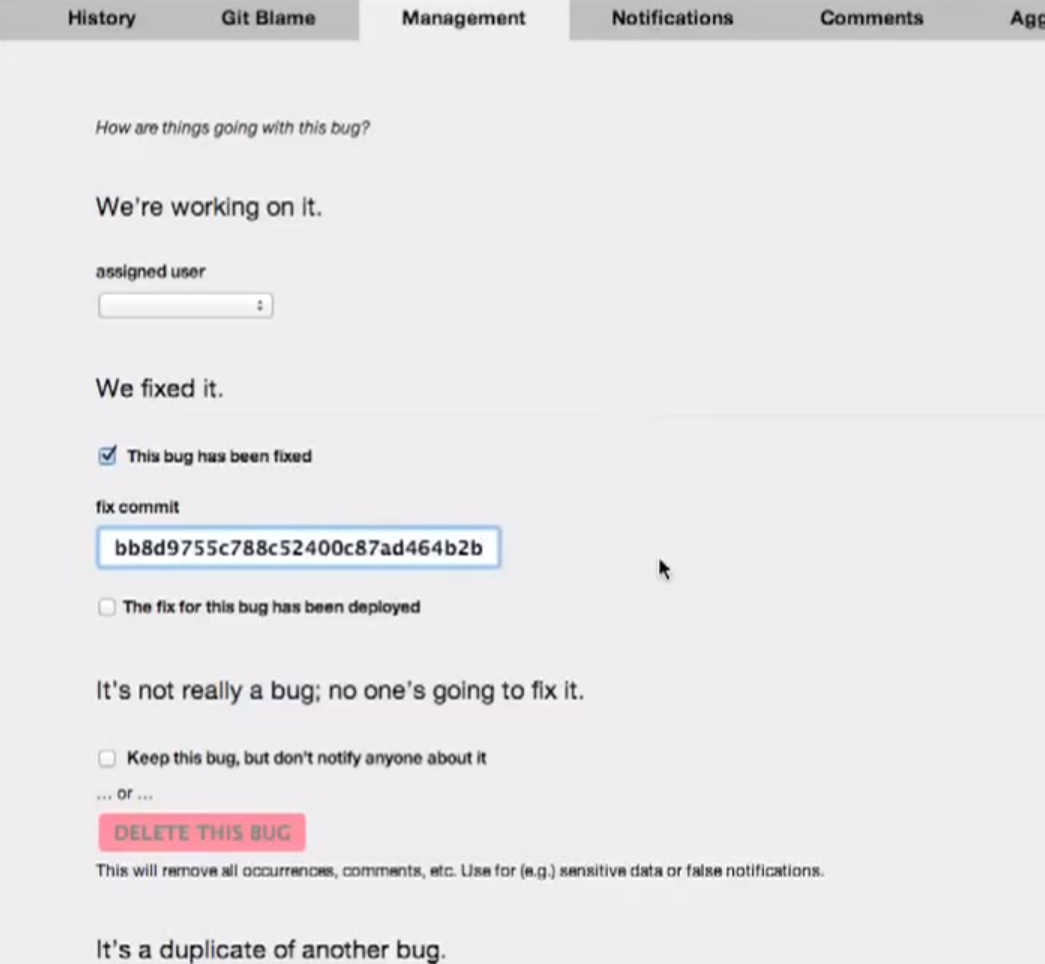 History Git Blame Management Notifications Comments Agg
How are things going with this bug?
We're working on it.
assigned user
We fixed it.
This bug has been fixed
fix commit
bb8d9755c788c52400c87ad464b2b
The fix for this bug has been deployed
It's not really a bug; no one's going to fix it.
Keep this bug, but don't notify anyone about it
... or ...
DELETE THIS BUG
This will remove all occurrences, comments, etc. Use for (e.g.) sensitive data or false notifications.
It's a duplicate of another bug.